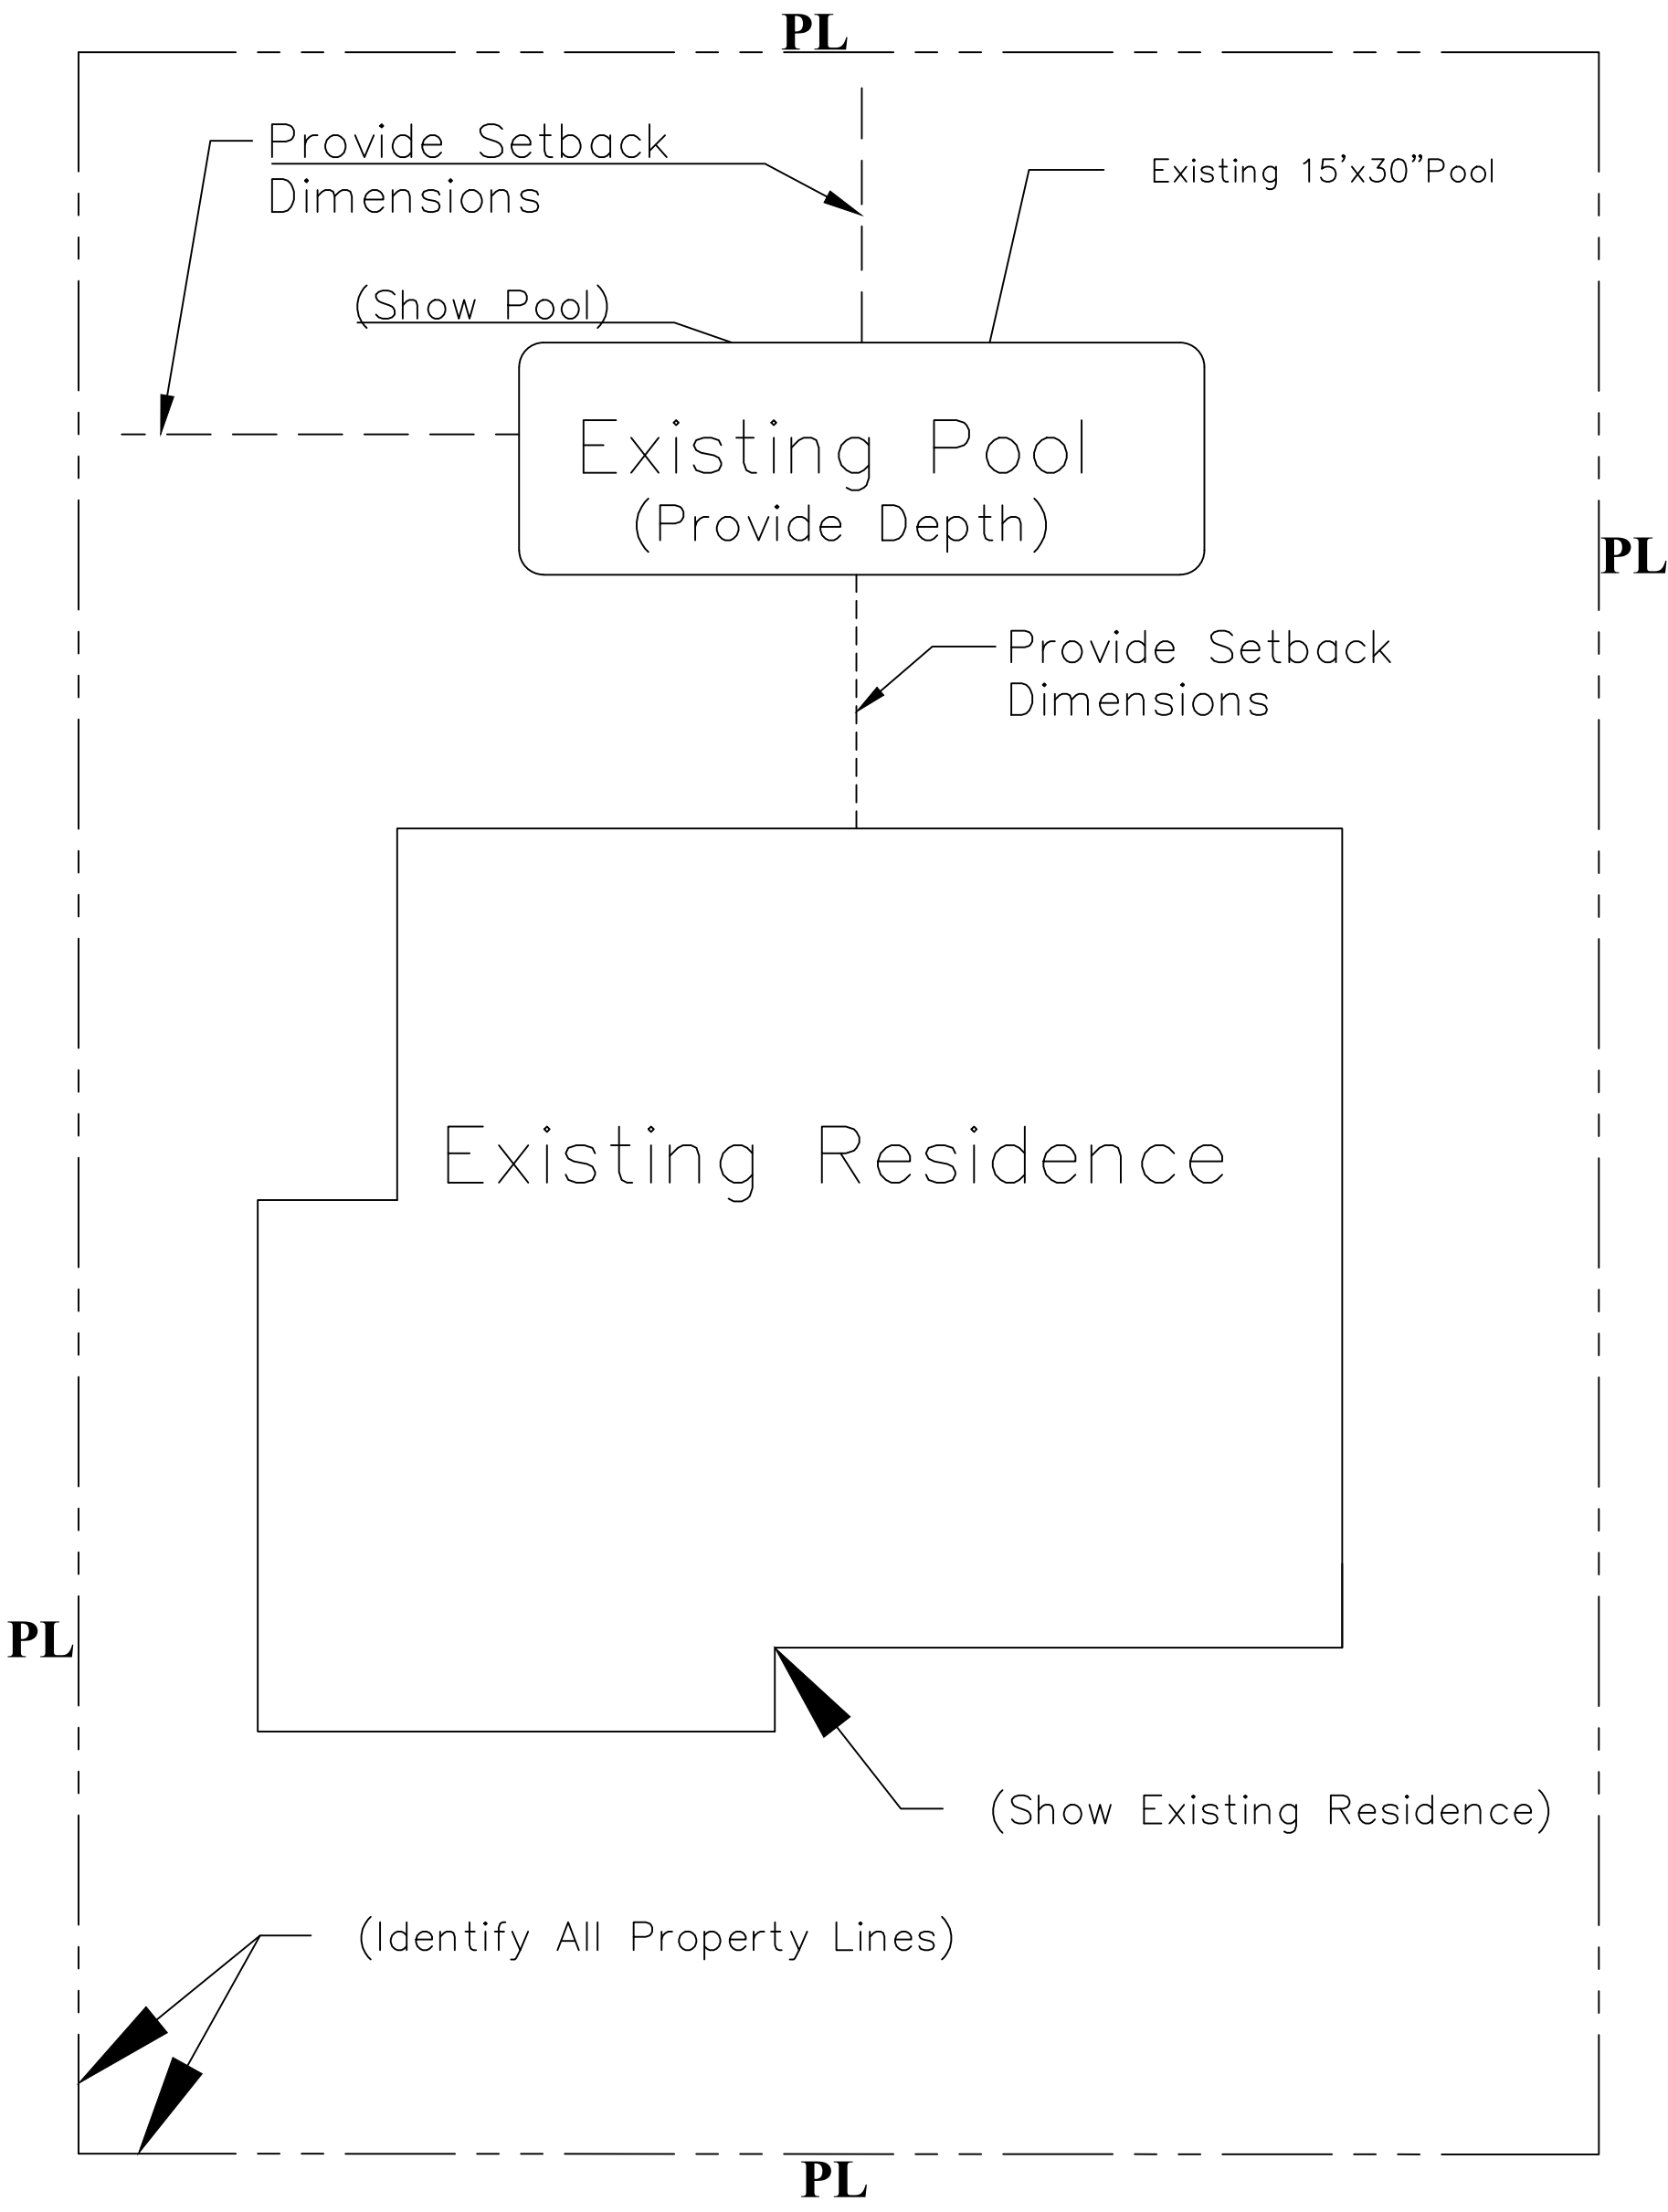 PL
Provide Setback
Dimensions
Existing 15'x30"Pool
(Show Pool)
Existing Pool
(Provide Depth)
PL
Provide Setback
Dimensions
Existing Residence
PL
(Show Existing Residence)
(Identify All Property Lines)
PL